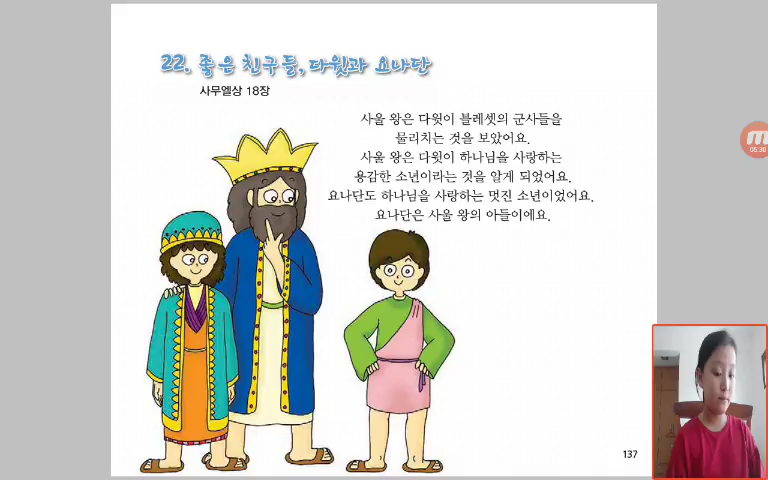 22. 좋은 친구들, 다윗과 요나단
사무엘상 18장
사울 왕은 다윗이 블레셋의 군사들을
물리치는 것을 보았어요.
사울 왕은 다윗이 하나님을 사랑하는
용감한 소년이라는 것을 알게 되었어요.
요나단도 하나님을 사랑하는 멋진 소년이었어요.
요나단은 사울 왕의 아들이에요.
137
M
05:30